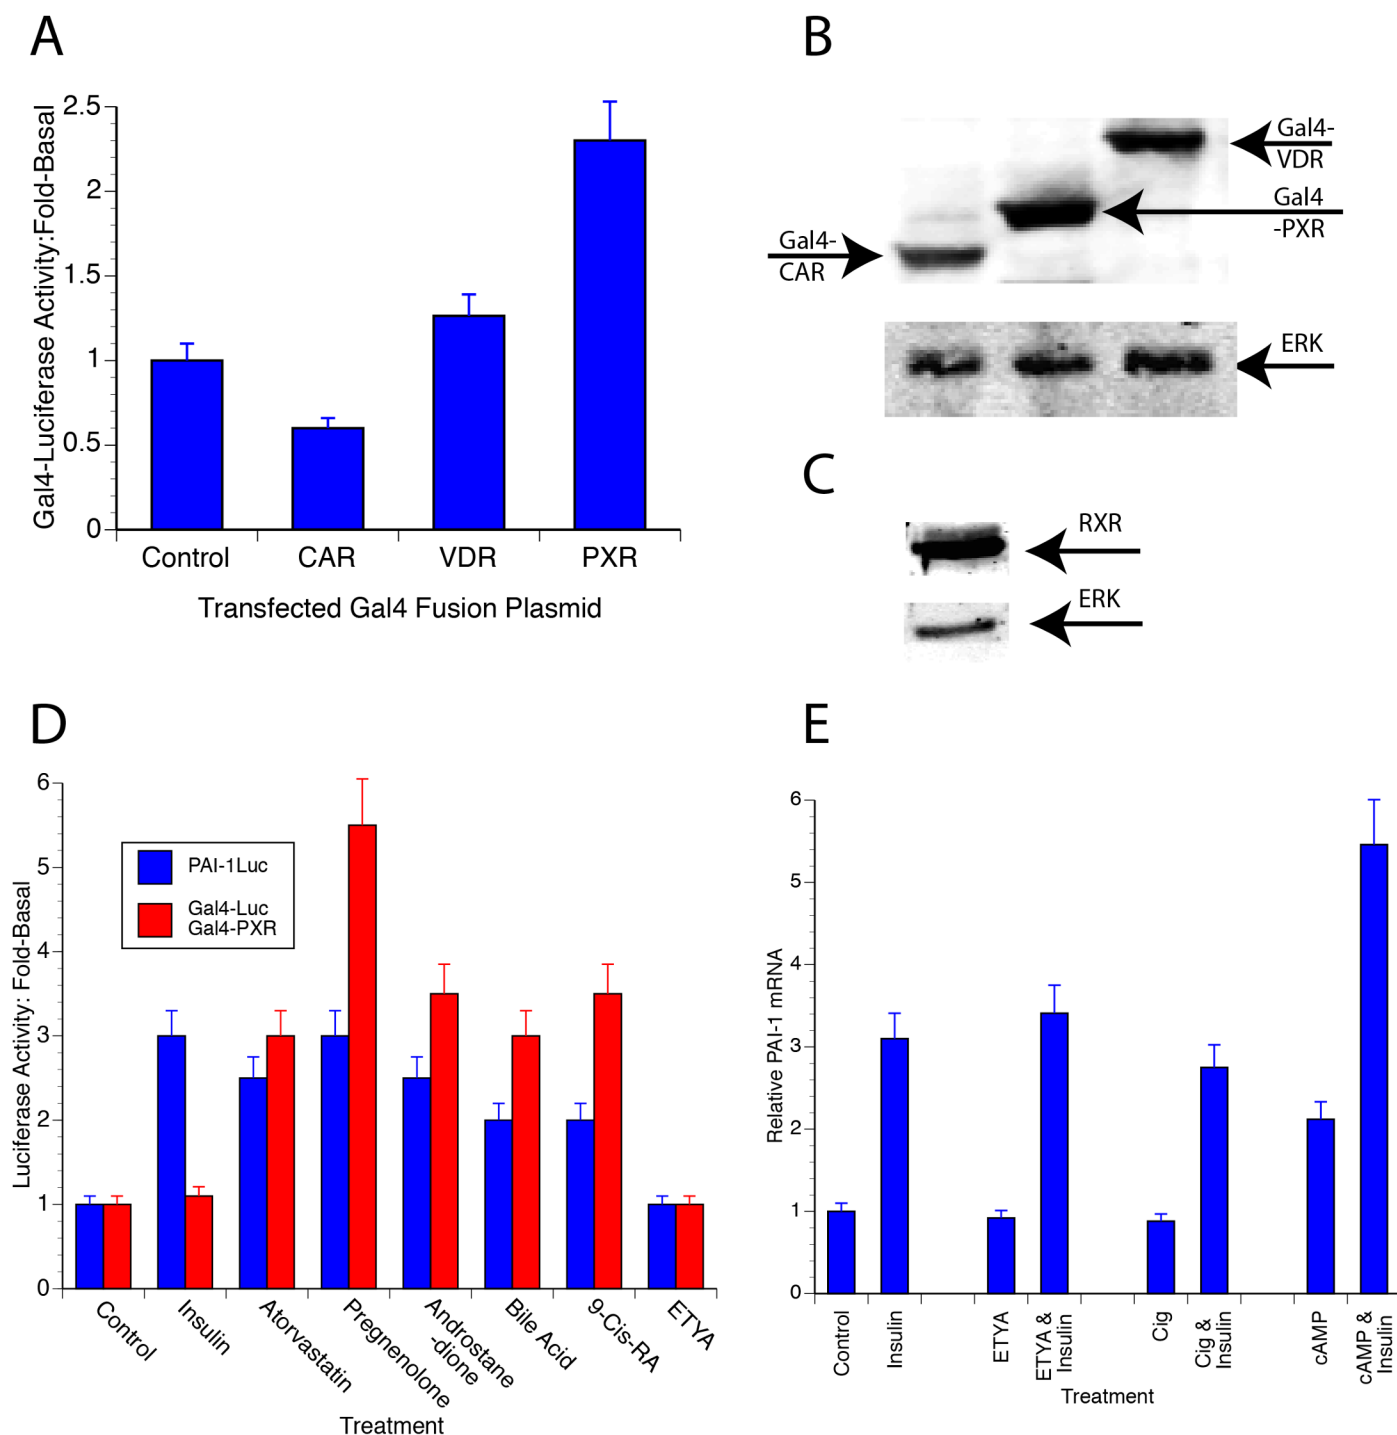 A
Gal4-Luciferase Activity:Fold-Basal
2.5
2
1.5
1
0.5
0
Control
CAR
VDR
PXR
Transfected Gal4 Fusion Plasmid
B
Gal4-
VDR
Gal4
-PXR
Gal4-
CAR
ERK
C
RXR
ERK
D
Luciferase Activity: Fold-Basal
6
5
4
3
2
1
0
PAI-1Luc
Gal4-Luc
Gal4-PXR
Control
Insulin
Atorvastatin
Pregnenolone
Androstane
-dione
Bile Acid
9-Cis-RA
ETYA
Treatment
E
Relative PAI-1 mRNA
6
5
4
3
2
1
0
Control
Insulin
ETYA
ETYA &
Insulin
Cig
Cig &
Insulin
cAMP
cAMP &
Insulin
Treatment